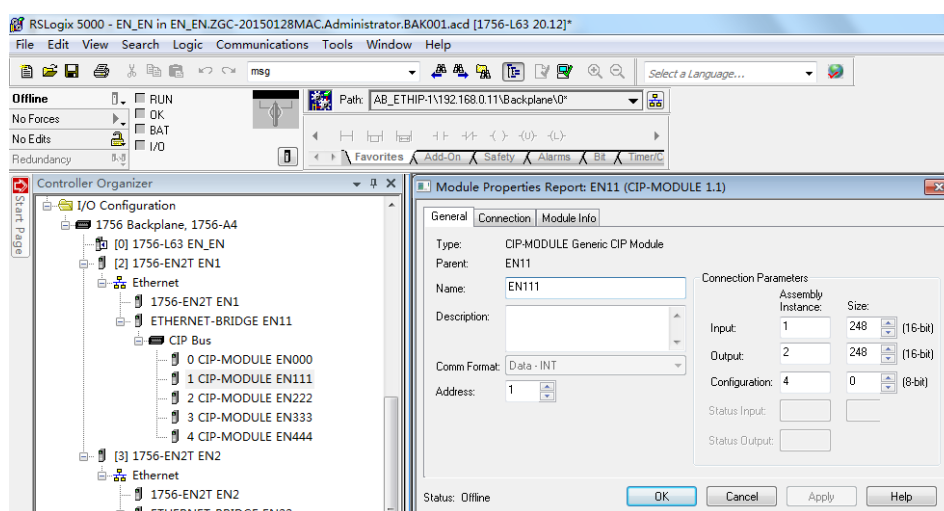 RSLogix 5000 - EN_EN in EN_EN.ZGC-20150128MAC.Administrator.BAK001.acd [1756-L63 20.12]*
File Edit View Search Logic Communications Tools Window Help
msg
Select a Language...
Offline
RUN
Path: AB_ETHIP-1\192.168.0.11\Backplane\0*
No Forces
OK
No Edits
BAT
Redundancy
I/O
Favorites Add-On Safety Alarms Bit Timer/C
Start Page
Controller Organizer
I/O Configuration
1756 Backplane, 1756-A4
[0] 1756-L63 EN_EN
[2] 1756-EN2T EN1
Ethernet
1756-EN2T EN1
ETHERNET-BRIDGE EN11
CIP Bus
0 CIP-MODULE EN000
1 CIP-MODULE EN111
2 CIP-MODULE EN222
3 CIP-MODULE EN333
4 CIP-MODULE EN444
[3] 1756-EN2T EN2
Ethernet
1756-EN2T EN2
Module Properties Report: EN11 (CIP-MODULE 1.1)
General Connection Module Info
Type: CIP-MODULE Generic CIP Module
Parent: EN11
Name: EN111
Description:
Comm Format: Data - INT
Address: 1
Connection Parameters
Assembly Instance: Size:
Input: 1 248 (16-bit)
Output: 2 248 (16-bit)
Configuration: 4 0 (8-bit)
Status Input:
Status Output:
Status: Offline
OK Cancel Apply Help